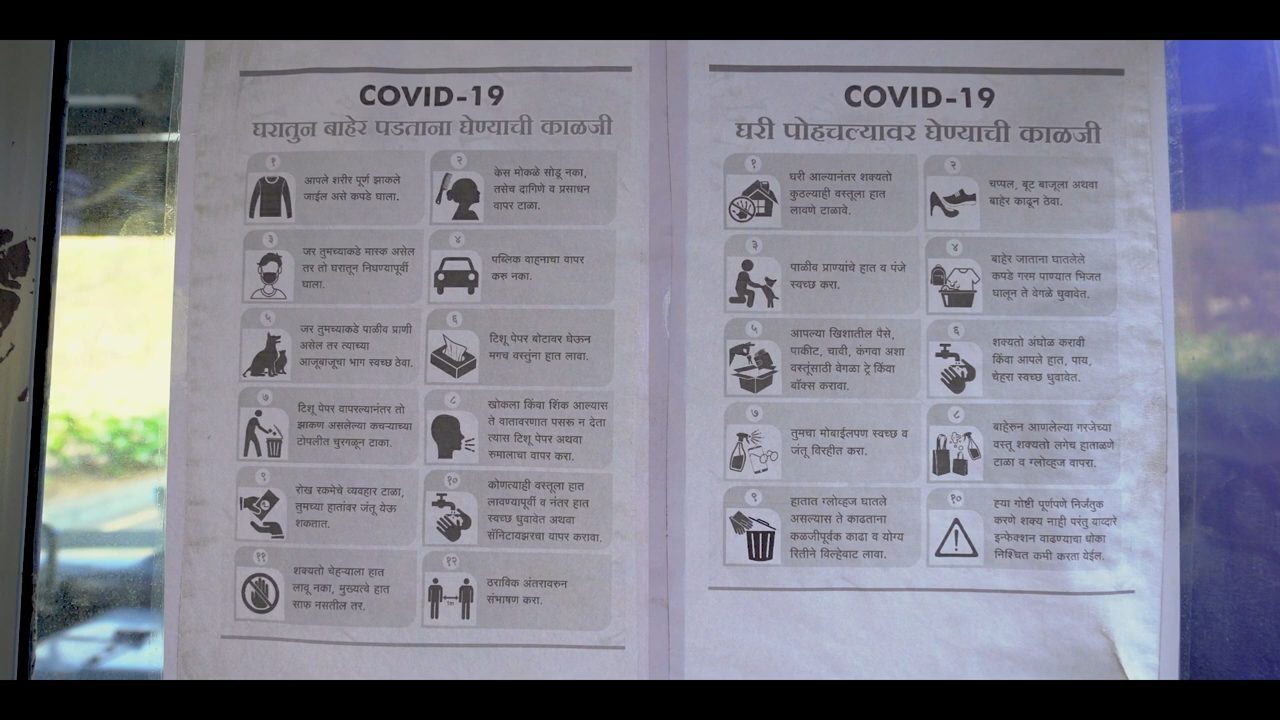 COVID-19
घरातुन बाहेर पडताना घेण्याची काळजी
१
आपले शरीर पूर्ण झाकले
जाईल असे कपडे घाला.
२
केस मोकळे सोडू नका,
तसेच दागिणे व प्रसाधन
वापर टाळा.
३
जर तुमच्याकडे मास्क असेल
तर तो घरातून निघण्यापूर्वी
घाला.
४
पब्लिक वाहनाचा वापर
करु नका.
५
जर तुमच्याकडे पाळीव प्राणी
असेल तर त्याच्या
आजूबाजूचा भाग स्वच्छ ठेवा.
६
टिशू पेपर बोटावर घेऊन
मगच वस्तुंना हात लावा.
७
टिशू पेपर वापरल्यानंतर तो
झाकण असलेल्या कचऱ्याच्या
टोपलीत चुरगळून टाका.
८
खोकला किंवा शिंक आल्यास
ते वातावरणात पसरू न देता
त्यास टिशू पेपर अथवा
रुमालाचा वापर करा.
९
रोख रकमेचे व्यवहार टाळा,
तुमच्या हातांवर जंतू येऊ
शकतात.
१०
कोणत्याही वस्तूला हात
लावण्यापूर्वी व नंतर हात
स्वच्छ धुवावेत अथवा
सॅनिटायझरचा वापर करावा.
११
शक्यतो चेहऱ्याला हात
लावू नका, मुख्यत्वे हात
साफ नसतील तर.
१२
ठराविक अंतरावरुन
संभाषण करा.
COVID-19
घरी पोहचल्यावर घेण्याची काळजी
१
घरी आल्यानंतर शक्यतो
कुठल्याही वस्तूला हात
लावणे टाळावे.
२
चप्पल, बूट बाजूला अथवा
बाहेर काढून ठेवा.
३
पाळीव प्राण्यांचे हात व पंजे
स्वच्छ करा.
४
बाहेर जाताना घातलेले
कपडे गरम पाण्यात भिजत
घालून ते वेगळे धुवावेत.
५
आपल्या खिशातील पैसे,
पाकीट, चावी, कंगवा अशा
वस्तूंसाठी वेगळा ट्रे किंवा
बॉक्स करावा.
६
शक्यतो अंघोळ करावी
किंवा आपले हात, पाय,
चेहरा स्वच्छ धुवावेत.
७
तुमचा मोबाईलपण स्वच्छ व
जंतू विरहीत करा.
८
बाहेरुन आणलेल्या गरजेच्या
वस्तू शक्यतो लगेच हाताळणे
टाळा व ग्लोव्हज वापरा.
९
हातात ग्लोव्हज घातले
असल्यास ते काढताना
कळजीपूर्वक काढा व योग्य
रितीने विल्हेवाट लावा.
१०
ह्या गोष्टी पूर्णपणे निर्जंतुक
करणे शक्य नाही परंतु याव्दारे
इन्फेक्शन वाढण्याचा धोका
निश्चित कमी करता येईल.